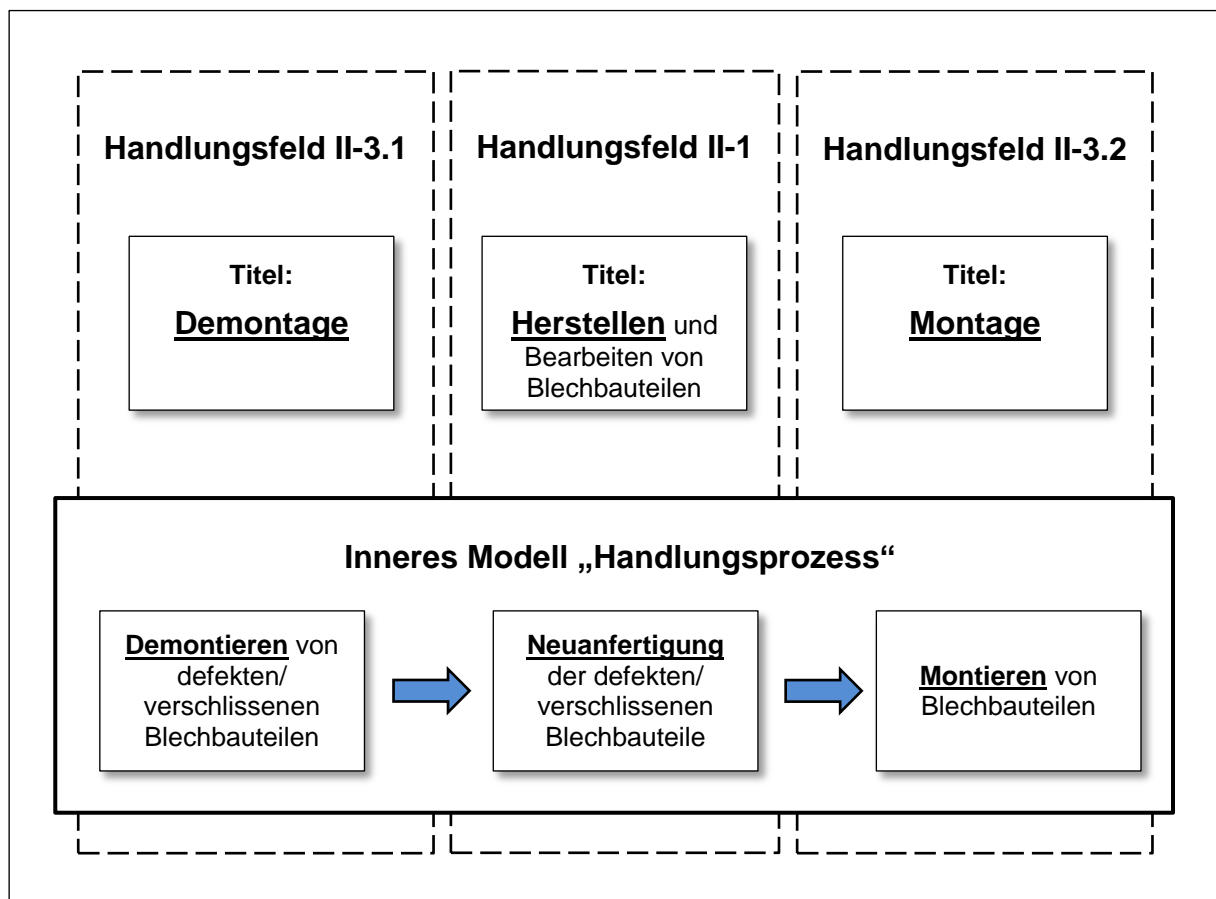 Handlungsfeld II-3.1
Handlungsfeld II-1
Handlungsfeld II-3.2
Titel:
Demontage
Titel:
Herstellen und
Bearbeiten von
Blechbauteilen
Titel:
Montage
Inneres Modell „Handlungsprozess“
Demontieren von
defekten/
verschlissenen
Blechbauteilen
Neuanfertigung
der defekten/
verschlissenen
Blechbauteile
Montieren von
Blechbauteilen